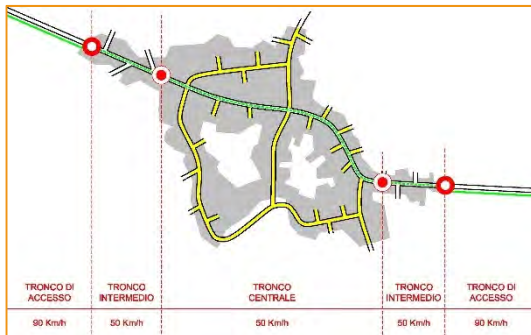 TRONCO DI TRONCO TRONCO TRONCO TRONCO DI
ACCESSO INTERMEDIO CENTRALE INTERMEDIO ACCESSO
90 Km/h 50 Km/h 50 Km/h 50 Km/h 90 Km/h